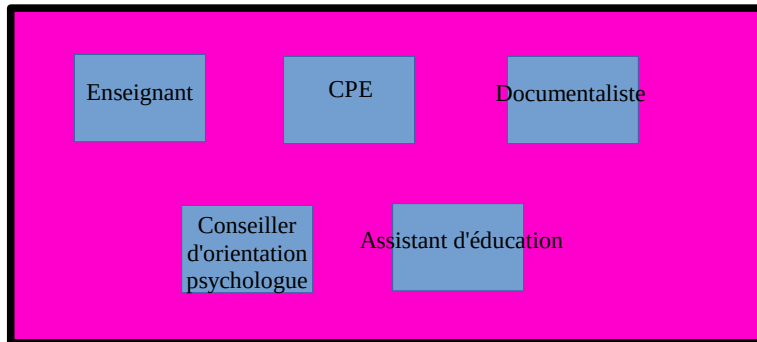 Enseignant
CPE
Documentaliste
Conseiller
d'orientation
psychologue
Assistant d'éducation